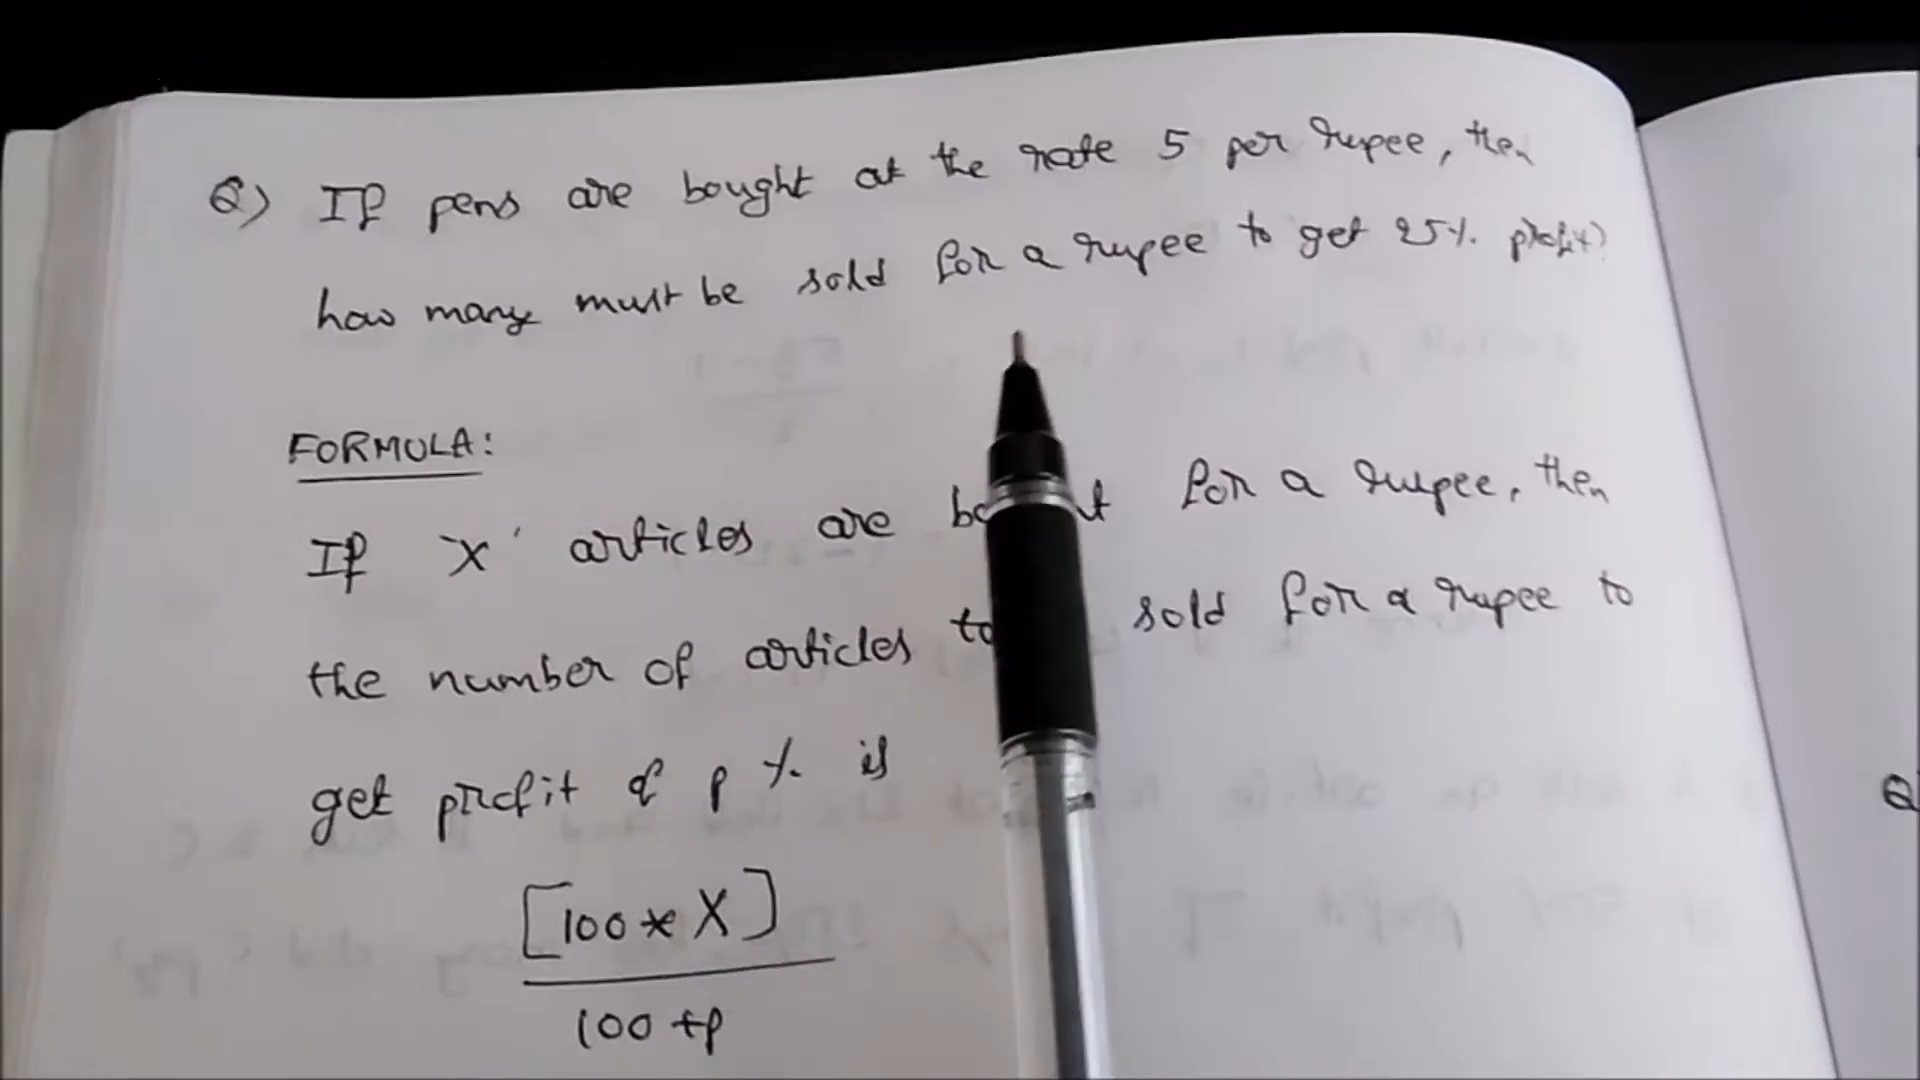 Q) If pens are bought at the rate 5 per rupee, then
how many must be sold for a rupee to get 25% profit?
FORMULA:
If 'X' articles are for a rupee, then
the number of articles to sold for a rupee to
get profit of p % is
[100 * X]
100 + p
Q